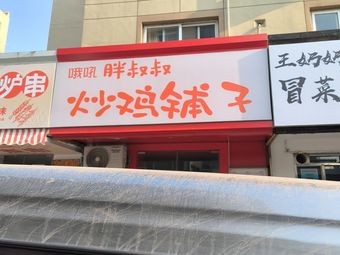 炉串
哦吼 胖叔叔
炒鸡铺子
王奶奶
冒菜